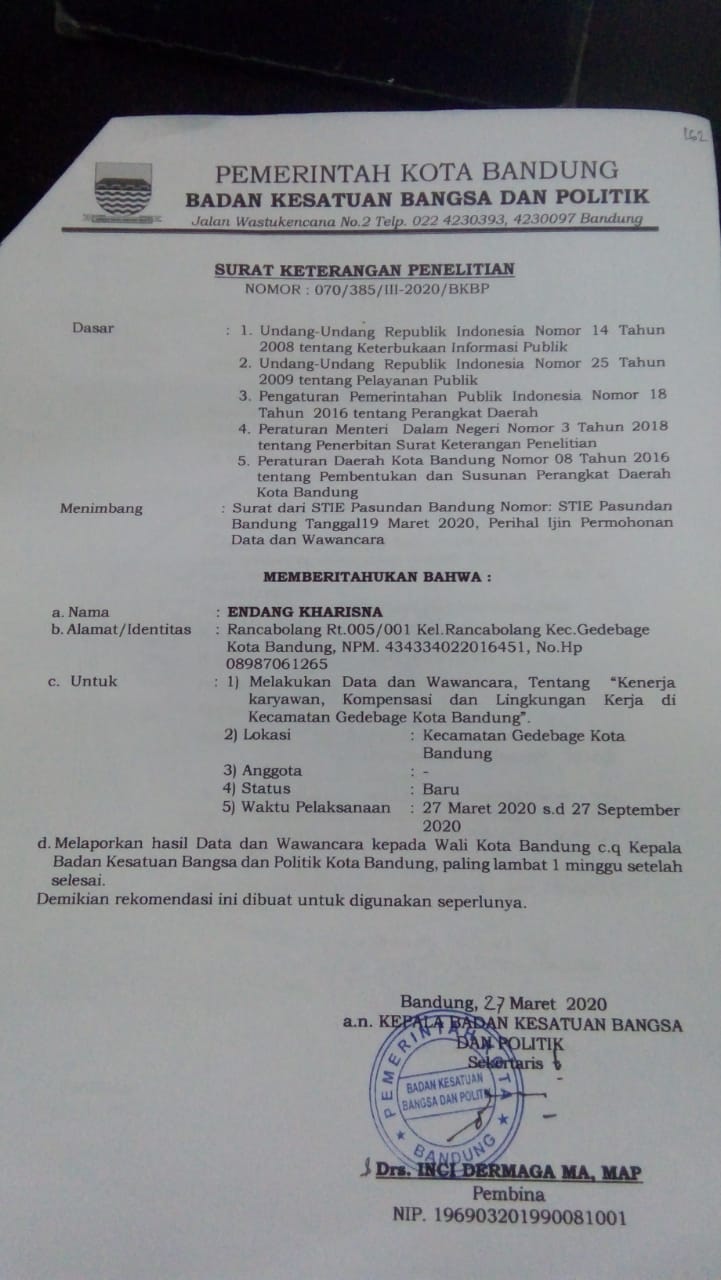 162
PEMERINTAH KOTA BANDUNG
BADAN KESATUAN BANGSA DAN POLITIK
Jalan Wastukencana No.2 Telp. 022 4230393, 4230097 Bandung
SURAT KETERANGAN PENELITIAN
NOMOR : 070/385/III-2020/BKBP
Dasar : 1. Undang-Undang Republik Indonesia Nomor 14 Tahun
2008 tentang Keterbukaan Informasi Publik
2. Undang-Undang Republik Indonesia Nomor 25 Tahun
2009 tentang Pelayanan Publik
3. Pengaturan Pemerintahan Publik Indonesia Nomor 18
Tahun 2016 tentang Perangkat Daerah
4. Peraturan Menteri Dalam Negeri Nomor 3 Tahun 2018
tentang Penerbitan Surat Keterangan Penelitian
5. Peraturan Daerah Kota Bandung Nomor 08 Tahun 2016
tentang Pembentukan dan Susunan Perangkat Daerah
Kota Bandung
Menimbang : Surat dari STIE Pasundan Bandung Nomor: STIE Pasundan
Bandung Tanggal19 Maret 2020, Perihal Ijin Permohonan
Data dan Wawancara
MEMBERITAHUKAN BAHWA :
a. Nama : ENDANG KHARISNA
b. Alamat/Identitas : Rancabolang Rt.005/001 Kel.Rancabolang Kec.Gedebage
Kota Bandung, NPM. 434334022016451, No.Hp
08987061265
c. Untuk : 1) Melakukan Data dan Wawancara, Tentang “Kenerja
karyawan, Kompensasi dan Lingkungan Kerja di
Kecamatan Gedebage Kota Bandung”.
2) Lokasi : Kecamatan Gedebage Kota
Bandung
3) Anggota : -
4) Status : Baru
5) Waktu Pelaksanaan : 27 Maret 2020 s.d 27 September
2020
d. Melaporkan hasil Data dan Wawancara kepada Wali Kota Bandung c.q Kepala
Badan Kesatuan Bangsa dan Politik Kota Bandung, paling lambat 1 minggu setelah
selesai.
Demikian rekomendasi ini dibuat untuk digunakan seperlunya.
Bandung, 27 Maret 2020
a.n. KEPALA BADAN KESATUAN BANGSA
DAN POLITIK
Sekertaris
PEMERINTAH KOTA
BADAN KESATUAN
BANGSA DAN POLITIK
BANDUNG
Drs. INCI DERMAGA MA, MAP
Pembina
NIP. 196903201990081001